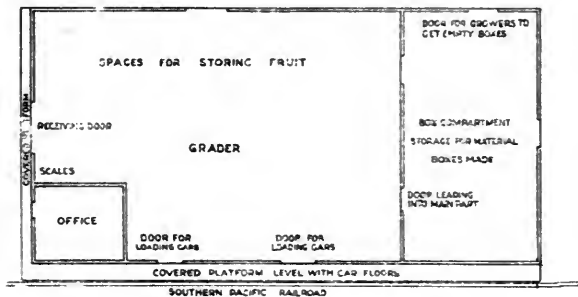 DOOR FOR GROWERS TO
GET EMPTY BOXES
SPACES FOR STORING FRUIT
COVERED PLATFORM
RECEIVING DOOR
BOX COMPARTMENT
STORAGE FOR MATERIAL
BOXES MADE
GRADER
SCALES
DOOR LEADING
INTO MAIN PART
OFFICE
DOOR FOR
LOADING CARS
DOOR FOR
LOADING CARS
COVERED PLATFORM LEVEL WITH CAR FLOORS
SOUTHERN PACIFIC RAILROAD